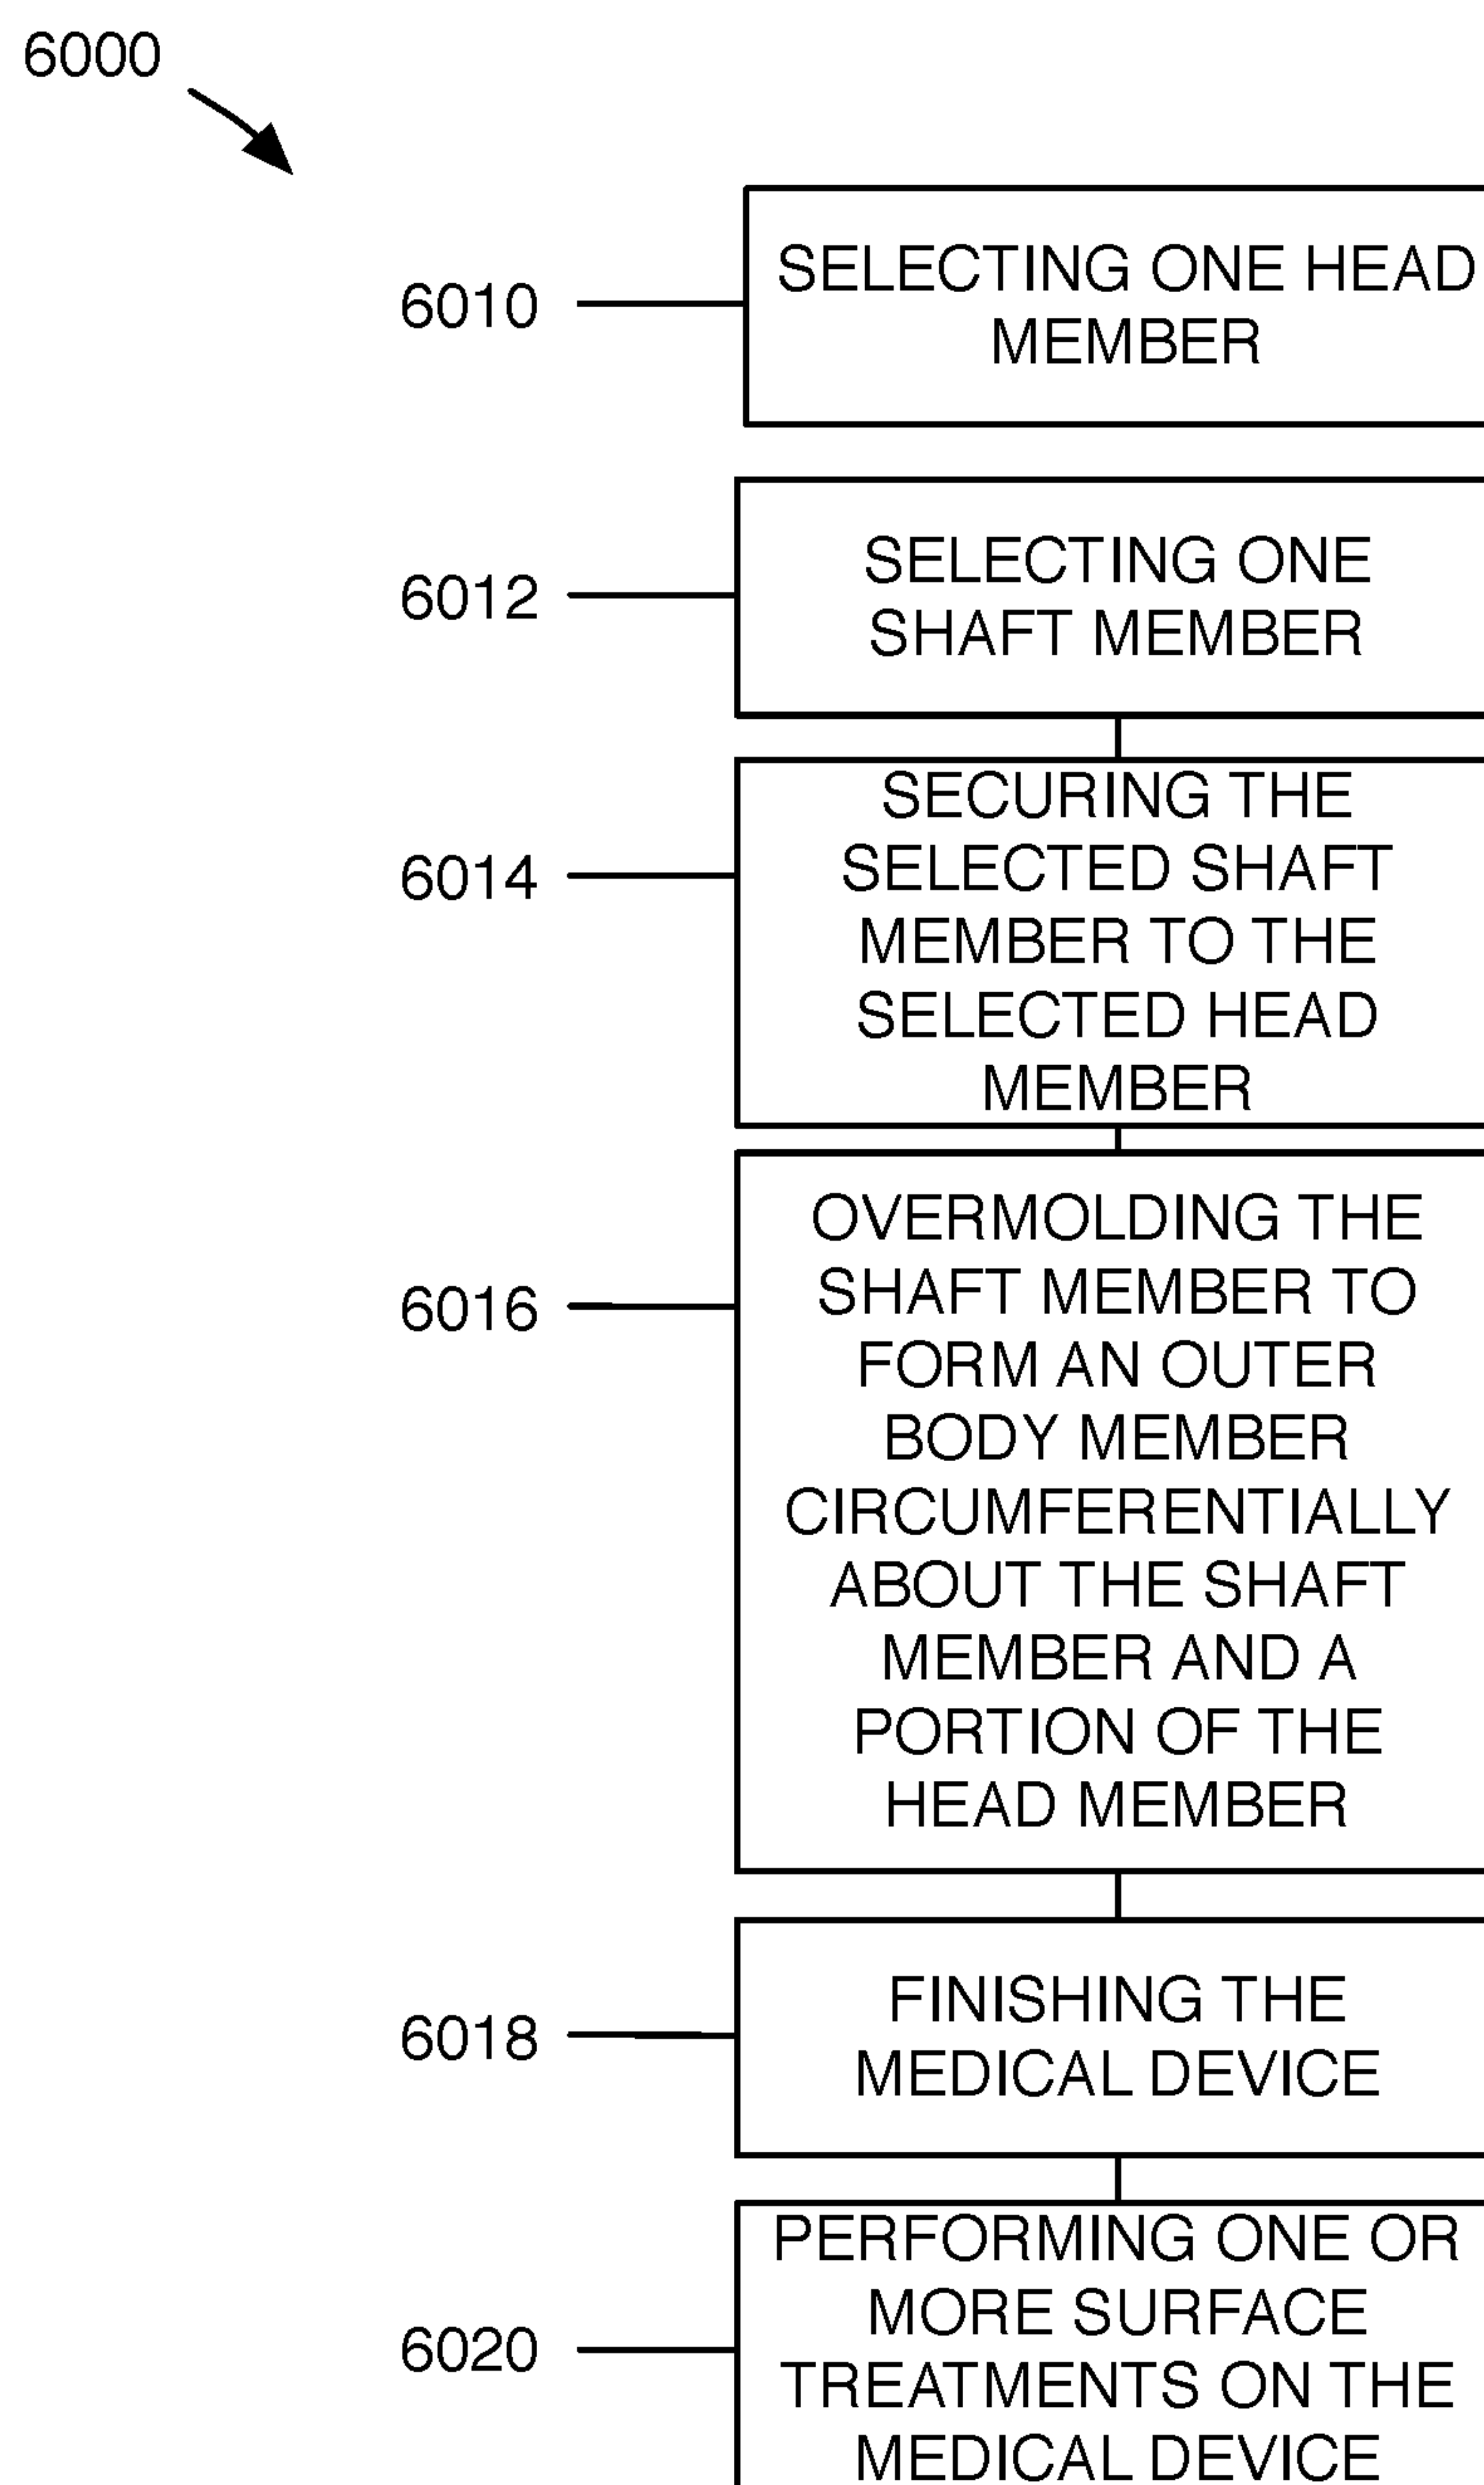 6000
6010
SELECTING ONE HEAD
MEMBER
6012
SELECTING ONE
SHAFT MEMBER
6014
SECURING THE
SELECTED SHAFT
MEMBER TO THE
SELECTED HEAD
MEMBER
6016
OVERMOLDING THE
SHAFT MEMBER TO
FORM AN OUTER
BODY MEMBER
CIRCUMFERENTIALLY
ABOUT THE SHAFT
MEMBER AND A
PORTION OF THE
HEAD MEMBER
6018
FINISHING THE
MEDICAL DEVICE
6020
PERFORMING ONE OR
MORE SURFACE
TREATMENTS ON THE
MEDICAL DEVICE